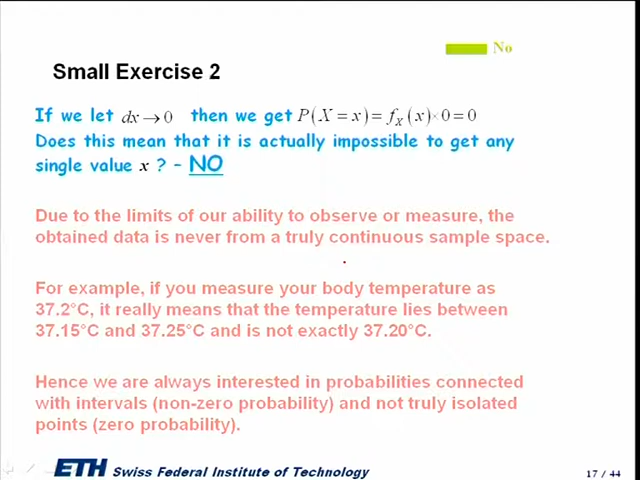 No
Small Exercise 2
If we let dx → 0 then we get P(X = x) = f_X(x)·0 = 0
Does this mean that it is actually impossible to get any
single value x ? – NO
Due to the limits of our ability to observe or measure, the
obtained data is never from a truly continuous sample space.
For example, if you measure your body temperature as
37.2°C, it really means that the temperature lies between
37.15°C and 37.25°C and is not exactly 37.20°C.
Hence we are always interested in probabilities connected
with intervals (non-zero probability) and not truly isolated
points (zero probability).
ETH Swiss Federal Institute of Technology
17 / 44